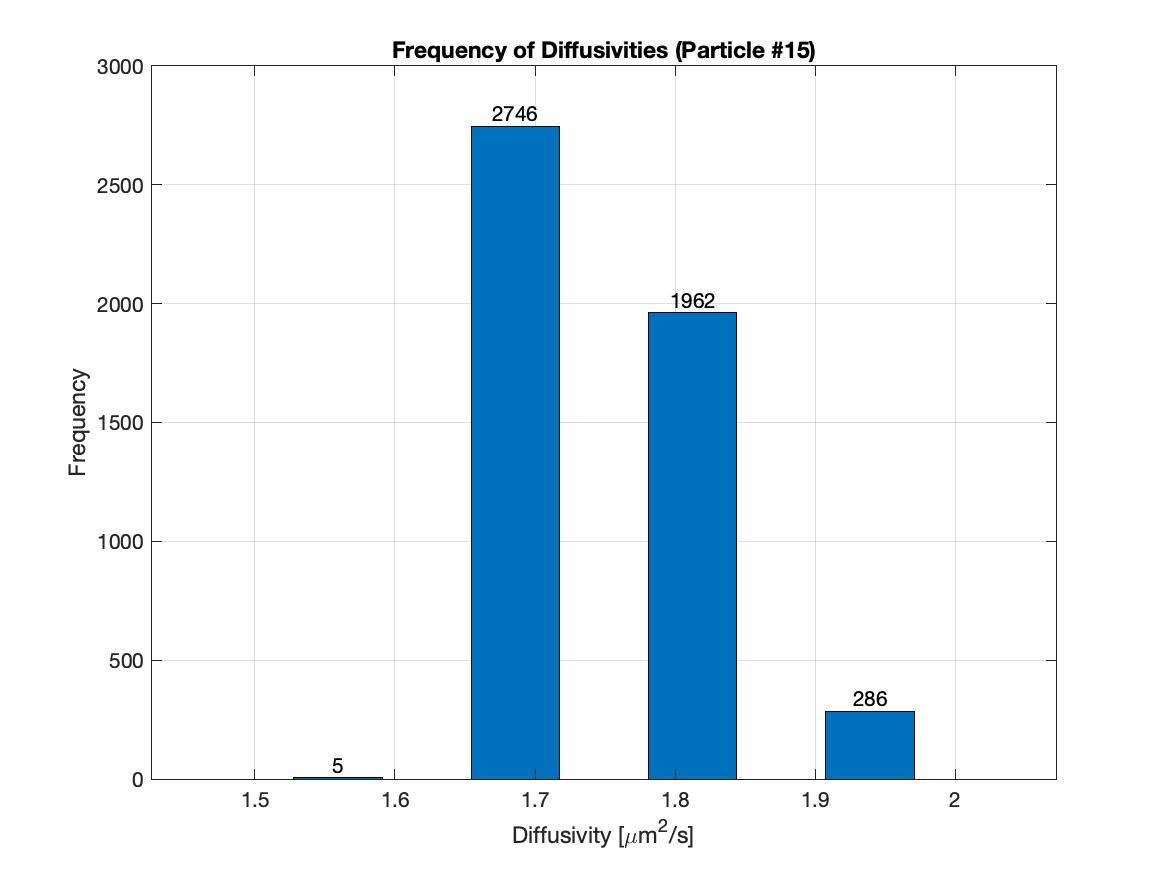 Frequency of Diffusivities (Particle #15)
3000
2746
2500
2000
1962
1500
Frequency
1000
500
286
5
0
1.5 1.6 1.7 1.8 1.9 2
Diffusivity [μm²/s]